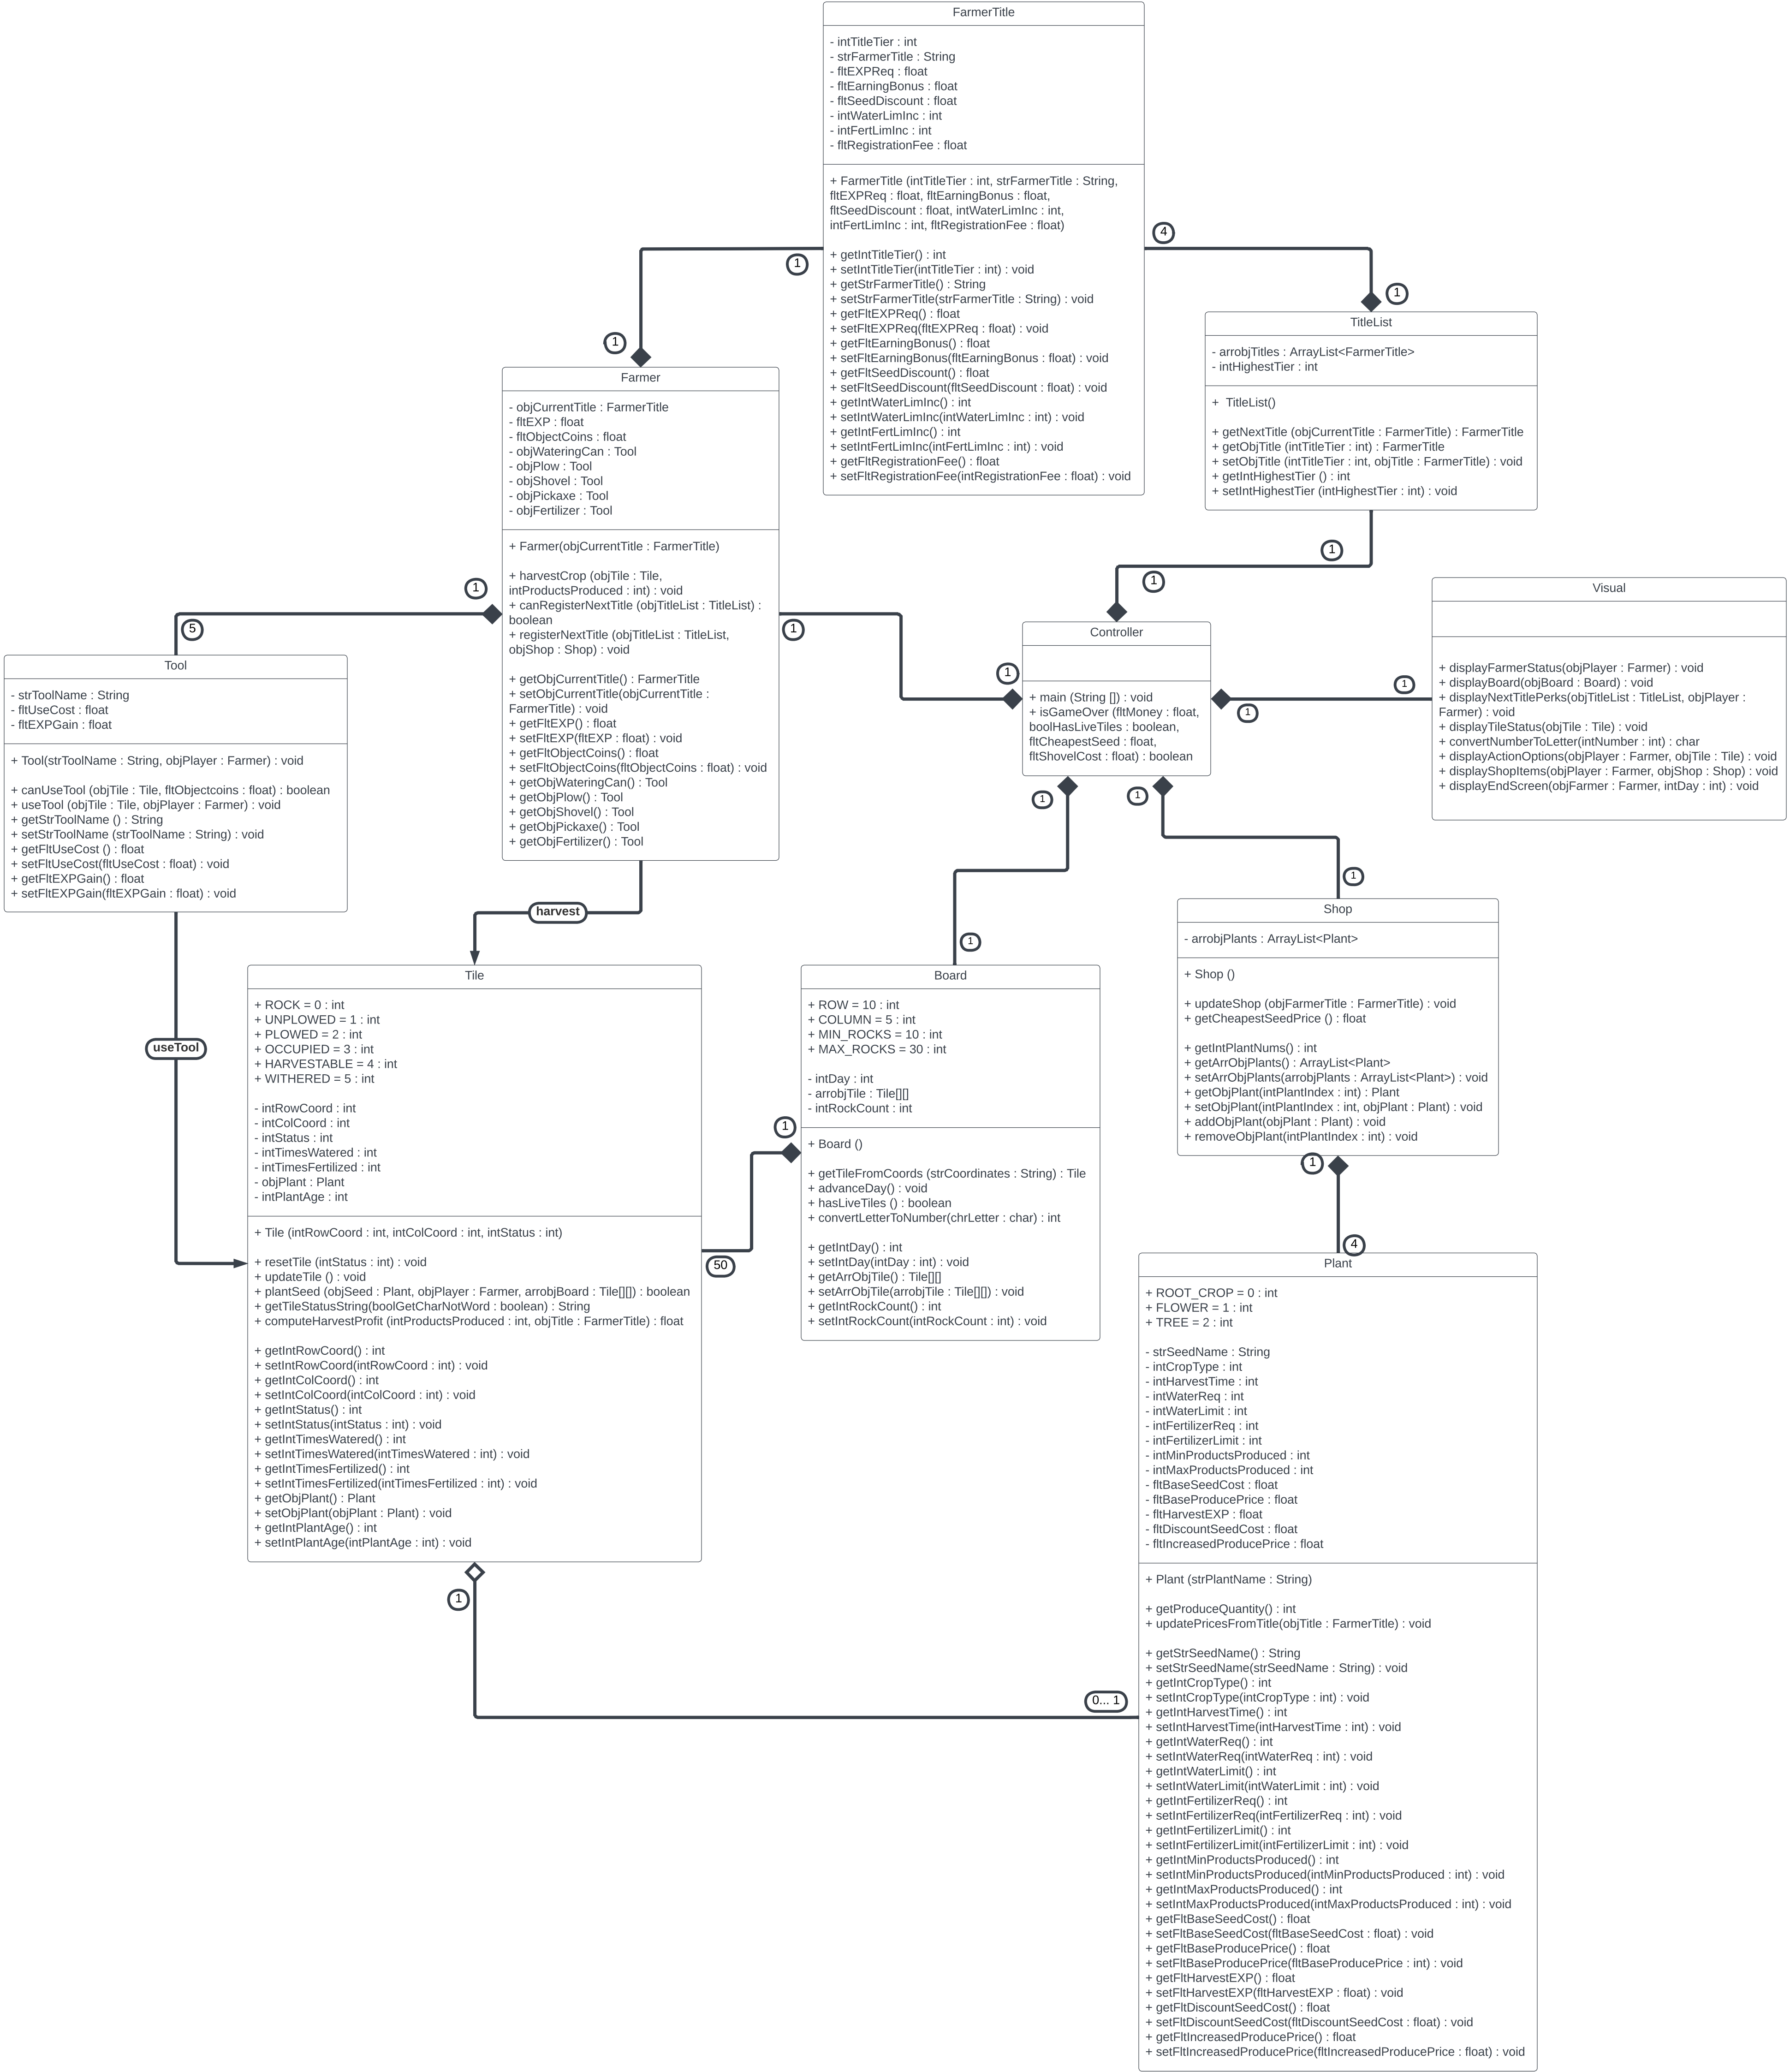 FarmerTitle
- intTitleTier : int
- strFarmerTitle : String
- fltEXPReq : float
- fltEarningBonus : float
- fltSeedDiscount : float
- intWaterLimInc : int
- intFertLimInc : int
- fltRegistrationFee : float
+ FarmerTitle (intTitleTier : int, strFarmerTitle : String,
fltEXPReq : float, fltEarningBonus : float,
fltSeedDiscount : float, intWaterLimInc : int,
intFertLimInc : int, fltRegistrationFee : float)
+ getIntTitleTier() : int
+ setIntTitleTier(intTitleTier : int) : void
+ getStrFarmerTitle() : String
+ setStrFarmerTitle(strFarmerTitle : String) : void
+ getFltEXPReq() : float
+ setFltEXPReq(fltEXPReq : float) : void
+ getFltEarningBonus() : float
+ setFltEarningBonus(fltEarningBonus : float) : void
+ getFltSeedDiscount() : float
+ setFltSeedDiscount(fltSeedDiscount : float) : void
+ getIntWaterLimInc() : int
+ setIntWaterLimInc(intWaterLimInc : int) : void
+ getIntFertLimInc() : int
+ setIntFertLimInc(intFertLimInc : int) : void
+ getFltRegistrationFee() : float
+ setFltRegistrationFee(intRegistrationFee : float) : void
4
1
1
1
TitleList
- arrobjTitles : ArrayList<FarmerTitle>
- intHighestTier : int
+  TitleList()
+ getNextTitle (objCurrentTitle : FarmerTitle) : FarmerTitle
+ getObjTitle (intTitleTier : int) : FarmerTitle
+ setObjTitle (intTitleTier : int, objTitle : FarmerTitle) : void
+ getIntHighestTier () : int
+ setIntHighestTier (intHighestTier : int) : void
1
1
Farmer
- objCurrentTitle : FarmerTitle
- fltEXP : float
- fltObjectCoins : float
- objWateringCan : Tool
- objPlow : Tool
- objShovel : Tool
- objPickaxe : Tool
- objFertilizer : Tool
+ Farmer(objCurrentTitle : FarmerTitle)
+ harvestCrop (objTile : Tile,
intProductsProduced : int) : void
+ canRegisterNextTitle (objTitleList : TitleList) :
boolean
+ registerNextTitle (objTitleList : TitleList,
objShop : Shop) : void
+ getObjCurrentTitle() : FarmerTitle
+ setObjCurrentTitle(objCurrentTitle :
FarmerTitle) : void
+ getFltEXP() : float
+ setFltEXP(fltEXP : float) : void
+ getFltObjectCoins() : float
+ setFltObjectCoins(fltObjectCoins : float) : void
+ getObjWateringCan() : Tool
+ getObjPlow() : Tool
+ getObjShovel() : Tool
+ getObjPickaxe() : Tool
+ getObjFertilizer() : Tool
1
5
1
1
Tool
- strToolName : String
- fltUseCost : float
- fltEXPGain : float
+ Tool(strToolName : String, objPlayer : Farmer) : void
+ canUseTool (objTile : Tile, fltObjectcoins : float) : boolean
+ useTool (objTile : Tile, objPlayer : Farmer) : void
+ getStrToolName () : String
+ setStrToolName (strToolName : String) : void
+ getFltUseCost () : float
+ setFltUseCost(fltUseCost : float) : void
+ getFltEXPGain() : float
+ setFltEXPGain(fltEXPGain : float) : void
Controller
+ main (String []) : void
+ isGameOver (fltMoney : float,
boolHasLiveTiles : boolean,
fltCheapestSeed : float,
fltShovelCost : float) : boolean
1
1
1
1
Visual
+ displayFarmerStatus(objPlayer : Farmer) : void
+ displayBoard(objBoard : Board) : void
+ displayNextTitlePerks(objTitleList : TitleList, objPlayer :
Farmer) : void
+ displayTileStatus(objTile : Tile) : void
+ convertNumberToLetter(intNumber : int) : char
+ displayActionOptions(objPlayer : Farmer, objTile : Tile) : void
+ displayShopItems(objPlayer : Farmer, objShop : Shop) : void
+ displayEndScreen(objFarmer : Farmer, intDay : int) : void
harvest
useTool
1
1
Shop
- arrobjPlants : ArrayList<Plant>
+ Shop ()
+ updateShop (objFarmerTitle : FarmerTitle) : void
+ getCheapestSeedPrice () : float
+ getIntPlantNums() : int
+ getArrObjPlants() : ArrayList<Plant>
+ setArrObjPlants(arrobjPlants : ArrayList<Plant>) : void
+ getObjPlant(intPlantIndex : int) : Plant
+ setObjPlant(intPlantIndex : int, objPlant : Plant) : void
+ addObjPlant(objPlant : Plant) : void
+ removeObjPlant(intPlantIndex : int) : void
Tile
+ ROCK = 0 : int
+ UNPLOWED = 1 : int
+ PLOWED = 2 : int
+ OCCUPIED = 3 : int
+ HARVESTABLE = 4 : int
+ WITHERED = 5 : int
- intRowCoord : int
- intColCoord : int
- intStatus : int
- intTimesWatered : int
- intTimesFertilized : int
- objPlant : Plant
- intPlantAge : int
+ Tile (intRowCoord : int, intColCoord : int, intStatus : int)
+ resetTile (intStatus : int) : void
+ updateTile () : void
+ plantSeed (objSeed : Plant, objPlayer : Farmer, arrobjBoard : Tile[][]) : boolean
+ getTileStatusString(boolGetCharNotWord : boolean) : String
+ computeHarvestProfit (intProductsProduced : int, objTitle : FarmerTitle) : float
+ getIntRowCoord() : int
+ setIntRowCoord(intRowCoord : int) : void
+ getIntColCoord() : int
+ setIntColCoord(intColCoord : int) : void
+ getIntStatus() : int
+ setIntStatus(intStatus : int) : void
+ getIntTimesWatered() : int
+ setIntTimesWatered(intTimesWatered : int) : void
+ getIntTimesFertilized() : int
+ setIntTimesFertilized(intTimesFertilized : int) : void
+ getObjPlant() : Plant
+ setObjPlant(objPlant : Plant) : void
+ getIntPlantAge() : int
+ setIntPlantAge(intPlantAge : int) : void
1
50
Board
+ ROW = 10 : int
+ COLUMN = 5 : int
+ MIN_ROCKS = 10 : int
+ MAX_ROCKS = 30 : int
- intDay : int
- arrobjTile : Tile[][]
- intRockCount : int
+ Board ()
+ getTileFromCoords (strCoordinates : String) : Tile
+ advanceDay() : void
+ hasLiveTiles () : boolean
+ convertLetterToNumber(chrLetter : char) : int
+ getIntDay() : int
+ setIntDay(intDay : int) : void
+ getArrObjTile() : Tile[][]
+ setArrObjTile(arrobjTile : Tile[][]) : void
+ getIntRockCount() : int
+ setIntRockCount(intRockCount : int) : void
1
4
1
0... 1
Plant
+ ROOT_CROP = 0 : int
+ FLOWER = 1 : int
+ TREE = 2 : int
- strSeedName : String
- intCropType : int
- intHarvestTime : int
- intWaterReq : int
- intWaterLimit : int
- intFertilizerReq : int
- intFertilizerLimit : int
- intMinProductsProduced : int
- intMaxProductsProduced : int
- fltBaseSeedCost : float
- fltBaseProducePrice : float
- fltHarvestEXP : float
- fltDiscountSeedCost : float
- fltIncreasedProducePrice : float
+ Plant (strPlantName : String)
+ getProduceQuantity() : int
+ updatePricesFromTitle(objTitle : FarmerTitle) : void
+ getStrSeedName() : String
+ setStrSeedName(strSeedName : String) : void
+ getIntCropType() : int
+ setIntCropType(intCropType : int) : void
+ getIntHarvestTime() : int
+ setIntHarvestTime(intHarvestTime : int) : void
+ getIntWaterReq() : int
+ setIntWaterReq(intWaterReq : int) : void
+ getIntWaterLimit() : int
+ setIntWaterLimit(intWaterLimit : int) : void
+ getIntFertilizerReq() : int
+ setIntFertilizerReq(intFertilizerReq : int) : void
+ getIntFertilizerLimit() : int
+ setIntFertilizerLimit(intFertilizerLimit : int) : void
+ getIntMinProductsProduced() : int
+ setIntMinProductsProduced(intMinProductsProduced : int) : void
+ getIntMaxProductsProduced() : int
+ setIntMaxProductsProduced(intMaxProductsProduced : int) : void
+ getFltBaseSeedCost() : float
+ setFltBaseSeedCost(fltBaseSeedCost : float) : void
+ getFltBaseProducePrice() : float
+ setFltBaseProducePrice(fltBaseProducePrice : int) : void
+ getFltHarvestEXP() : float
+ setFltHarvestEXP(fltHarvestEXP : float) : void
+ getFltDiscountSeedCost() : float
+ setFltDiscountSeedCost(fltDiscountSeedCost : float) : void
+ getFltIncreasedProducePrice() : float
+ setFltIncreasedProducePrice(fltIncreasedProducePrice : float) : void